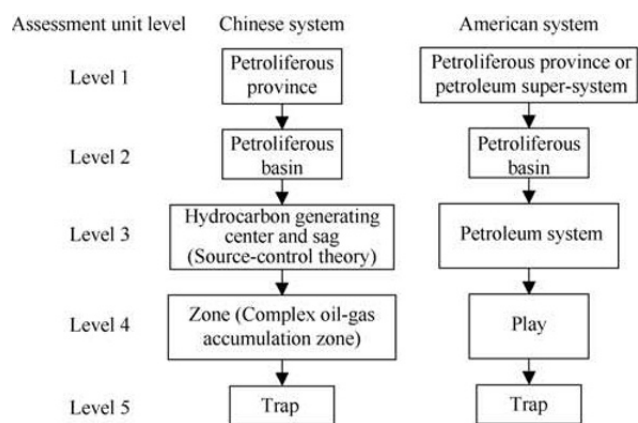 Assessment unit level Chinese system American system
Level 1 Petroliferous province Petroliferous province or petroleum super-system
Level 2 Petroliferous basin Petroliferous basin
Level 3 Hydrocarbon generating center and sag (Source-control theory) Petroleum system
Level 4 Zone (Complex oil-gas accumulation zone) Play
Level 5 Trap Trap